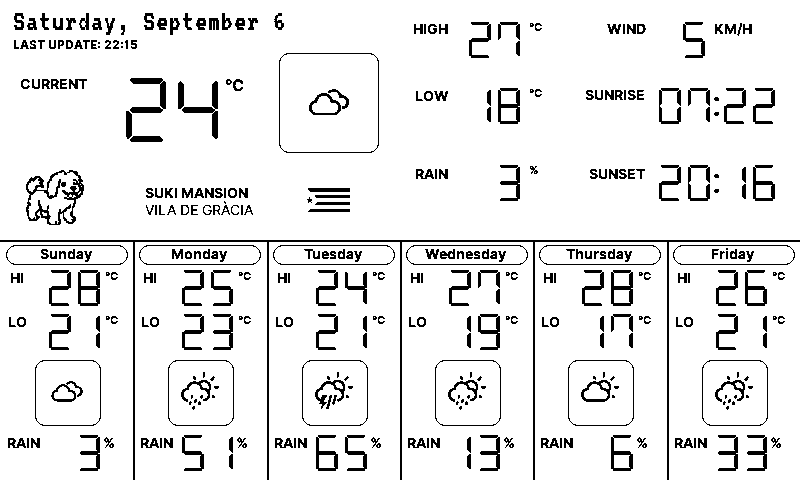 Saturday, September 6
LAST UPDATE: 22:15
CURRENT 24 °C
HIGH 27 °C
WIND 5 KM/H
LOW 18 °C
SUNRISE 07:22
RAIN 3 %
SUNSET 20:16
SUKI MANSION
VILA DE GRÀCIA
Sunday
HI 28 °C
LO 21 °C
RAIN 3 %
Monday
HI 25 °C
LO 23 °C
RAIN 51 %
Tuesday
HI 24 °C
LO 21 °C
RAIN 65 %
Wednesday
HI 27 °C
LO 19 °C
RAIN 13 %
Thursday
HI 28 °C
LO 17 °C
RAIN 6 %
Friday
HI 26 °C
LO 21 °C
RAIN 33 %